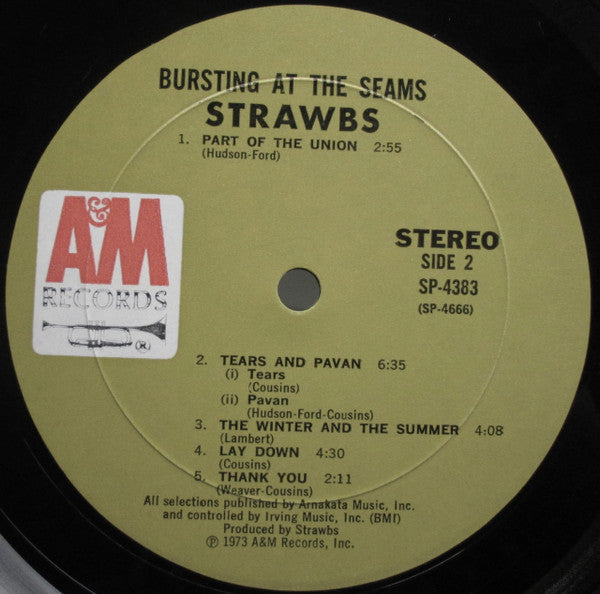 BURSTING AT THE SEAMS
STRAWBS
1. PART OF THE UNION 2:55
(Hudson-Ford)
A&M
RECORDS
®
STEREO
SIDE 2
SP-4383
(SP-4666)
2. TEARS AND PAVAN 6:35
(i) Tears
(Cousins)
(ii) Pavan
(Hudson-Ford-Cousins)
3. THE WINTER AND THE SUMMER 4:08
(Lambert)
4. LAY DOWN 4:30
(Cousins)
5. THANK YOU 2:11
(Weaver-Cousins)
All selections published by Arnakata Music, Inc.
and controlled by Irving Music, Inc. (BMI)
Produced by Strawbs
℗ 1973 A&M Records, Inc.